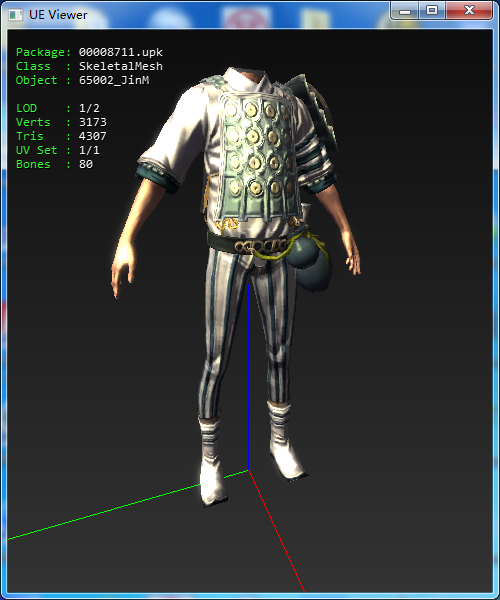 UE Viewer
Package: 00008711.upk
Class  : SkeletalMesh
Object : 65002_JinM
LOD    : 1/2
Verts  : 3173
Tris   : 4307
UV Set : 1/1
Bones  : 80